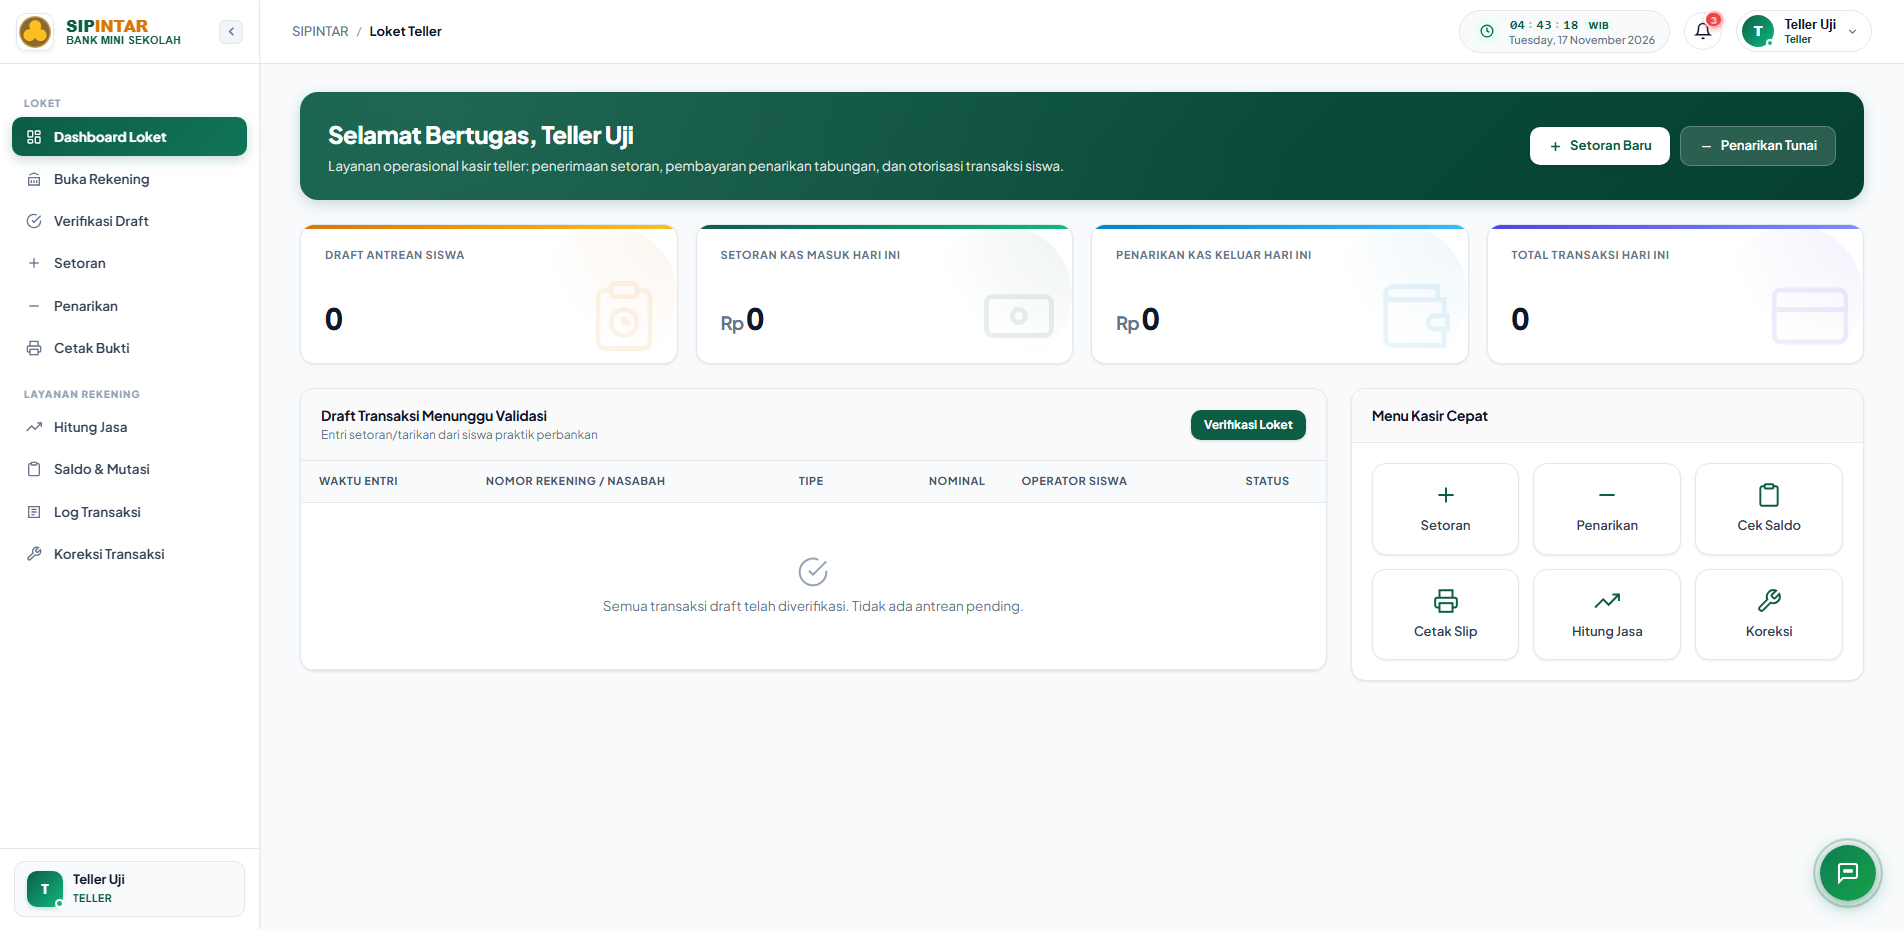 SIPINTAR
BANK MINI SEKOLAH
SIPINTAR / Loket Teller
04 : 43 : 18 WIB
Tuesday, 17 November 2026
3
T
Teller Uji
Teller
LOKET
Dashboard Loket
Buka Rekening
Verifikasi Draft
Setoran
Penarikan
Cetak Bukti
LAYANAN REKENING
Hitung Jasa
Saldo & Mutasi
Log Transaksi
Koreksi Transaksi
T
Teller Uji
TELLER
Selamat Bertugas, Teller Uji
Layanan operasional kasir teller: penerimaan setoran, pembayaran penarikan tabungan, dan otorisasi transaksi siswa.
+ Setoran Baru
− Penarikan Tunai
DRAFT ANTREAN SISWA
0
SETORAN KAS MASUK HARI INI
Rp 0
PENARIKAN KAS KELUAR HARI INI
Rp 0
TOTAL TRANSAKSI HARI INI
0
Draft Transaksi Menunggu Validasi
Entri setoran/tarikan dari siswa praktik perbankan
Verifikasi Loket
WAKTU ENTRI NOMOR REKENING / NASABAH TIPE NOMINAL OPERATOR SISWA STATUS
Semua transaksi draft telah diverifikasi. Tidak ada antrean pending.
Menu Kasir Cepat
Setoran
Penarikan
Cek Saldo
Cetak Slip
Hitung Jasa
Koreksi